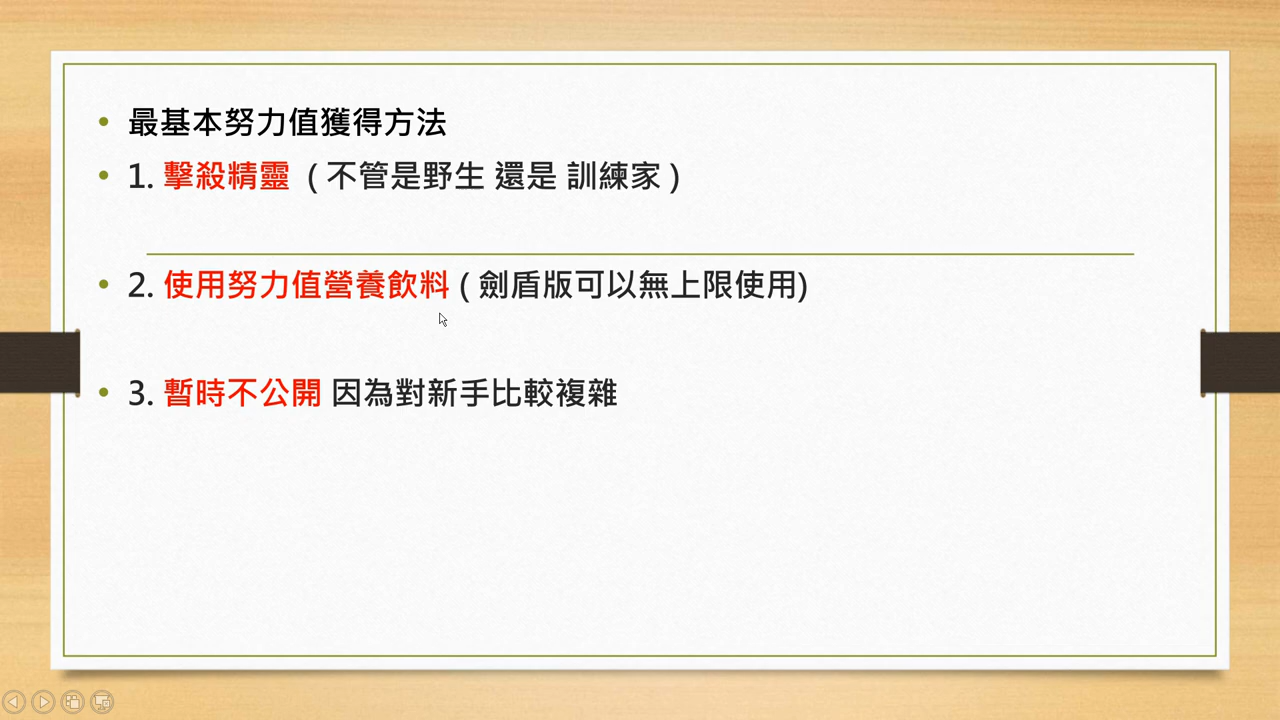 最基本努力值獲得方法
1. 擊殺精靈 ( 不管是野生 還是 訓練家 )
2. 使用努力值營養飲料 ( 劍盾版可以無上限使用)
3. 暫時不公開 因為對新手比較複雜